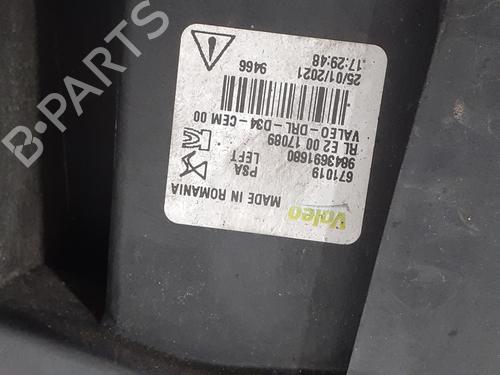 Valeo
MADE IN ROMANIA
671019 PSA
9843691680 LEFT
RL E2 00 17089
VALEO-DRL-D34-CEM 00
25/01/2021 9466
17:29:48
B-PARTS